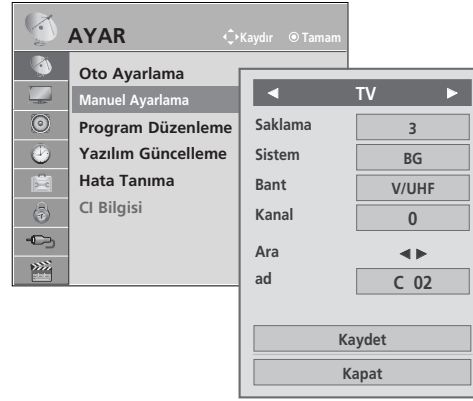 AYAR
Kaydır Tamam
Oto Ayarlama
Manuel Ayarlama
Program Düzenleme
Yazılım Güncelleme
Hata Tanıma
CI Bilgisi
TV
Saklama 3
Sistem BG
Bant V/UHF
Kanal 0
Ara
ad C 02
Kaydet
Kapat